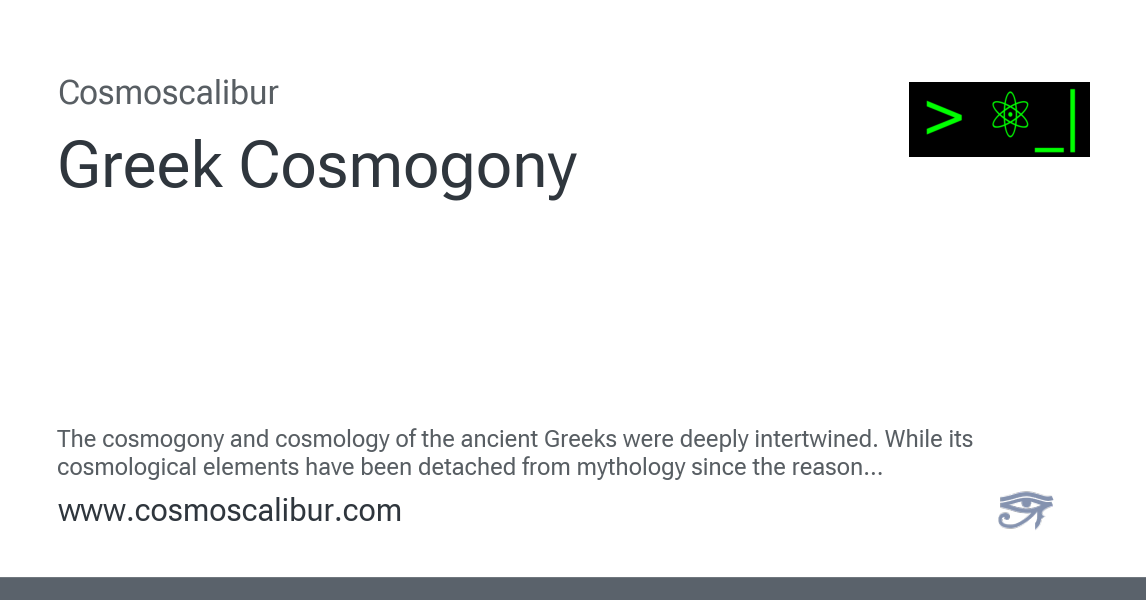 Cosmoscalibur
Greek Cosmogony
> _|
The cosmogony and cosmology of the ancient Greeks were deeply intertwined. While its
cosmological elements have been detached from mythology since the reason...
www.cosmoscalibur.com